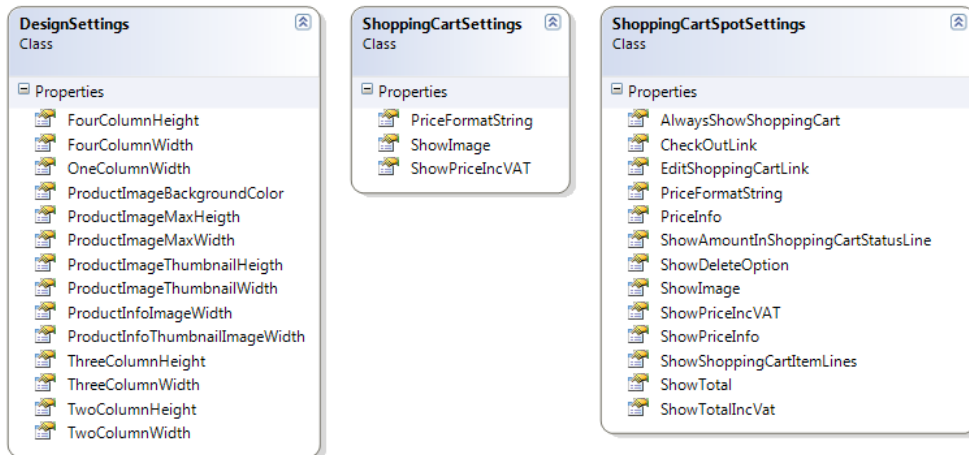 DesignSettings
Class
Properties
FourColumnHeight
FourColumnWidth
OneColumnWidth
ProductImageBackgroundColor
ProductImageMaxHeigth
ProductImageMaxWidth
ProductImageThumbnailHeigth
ProductImageThumbnailWidth
ProductInfoImageWidth
ProductInfoThumbnailImageWidth
ThreeColumnHeight
ThreeColumnWidth
TwoColumnHeight
TwoColumnWidth
ShoppingCartSettings
Class
Properties
PriceFormatString
ShowImage
ShowPriceIncVAT
ShoppingCartSpotSettings
Class
Properties
AlwaysShowShoppingCart
CheckOutLink
EditShoppingCartLink
PriceFormatString
PriceInfo
ShowAmountInShoppingCartStatusLine
ShowDeleteOption
ShowImage
ShowPriceIncVAT
ShowPriceInfo
ShowShoppingCartItemLines
ShowTotal
ShowTotalIncVat